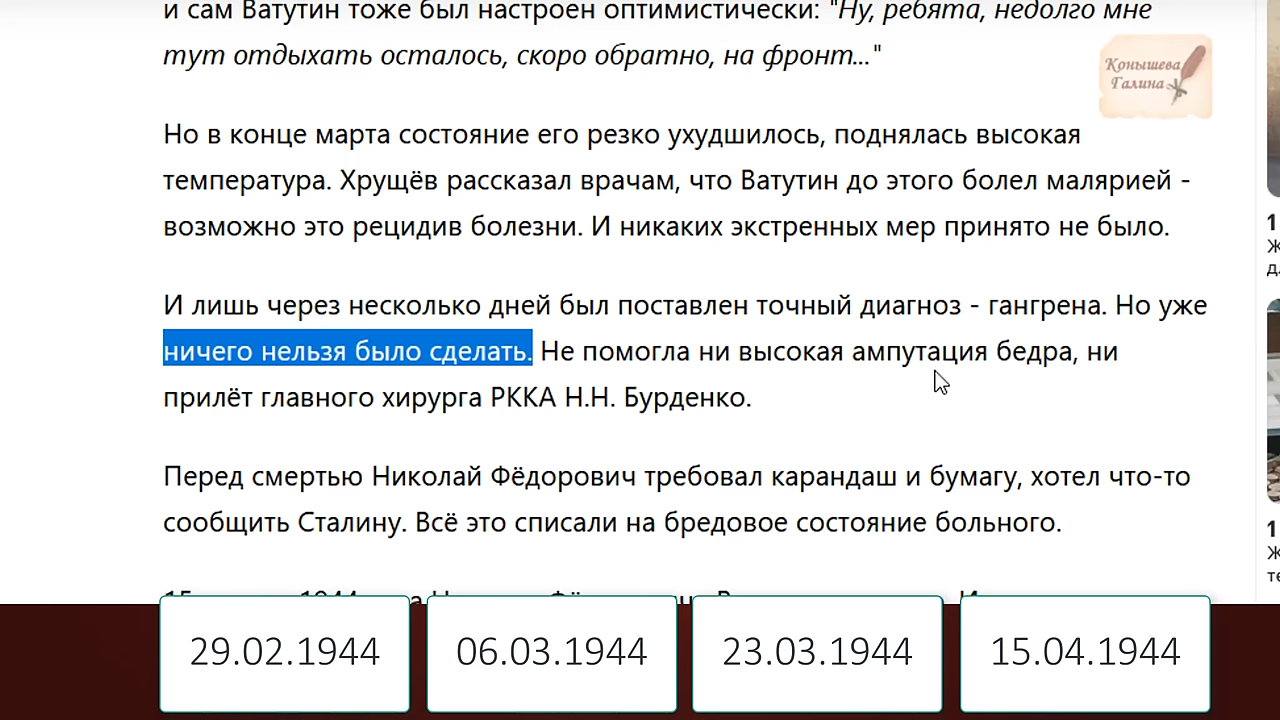 и сам Ватутин тоже был настроен оптимистически: "Ну, ребята, недолго мне
тут отдыхать осталось, скоро обратно, на фронт..."
Конышева
Галина
Но в конце марта состояние его резко ухудшилось, поднялась высокая
температура. Хрущёв рассказал врачам, что Ватутин до этого болел малярией -
возможно это рецидив болезни. И никаких экстренных мер принято не было.
И лишь через несколько дней был поставлен точный диагноз - гангрена. Но уже
ничего нельзя было сделать. Не помогла ни высокая ампутация бедра, ни
прилёт главного хирурга РККА Н.Н. Бурденко.
Перед смертью Николай Фёдорович требовал карандаш и бумагу, хотел что-то
сообщить Сталину. Всё это списали на бредовое состояние больного.
29.02.1944
06.03.1944
23.03.1944
15.04.1944